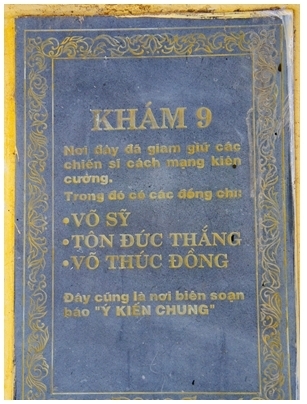 KHÁM 9
Nơi đây đã giam giữ các
chiến sĩ cách mạng kiên
cường.
Trong đó có các đồng chí:
•VÕ SỸ
•TÔN ĐỨC THẮNG
•VÕ THÚC ĐỒNG
Đây cũng là nơi biên soạn
báo "Ý KIẾN CHUNG"